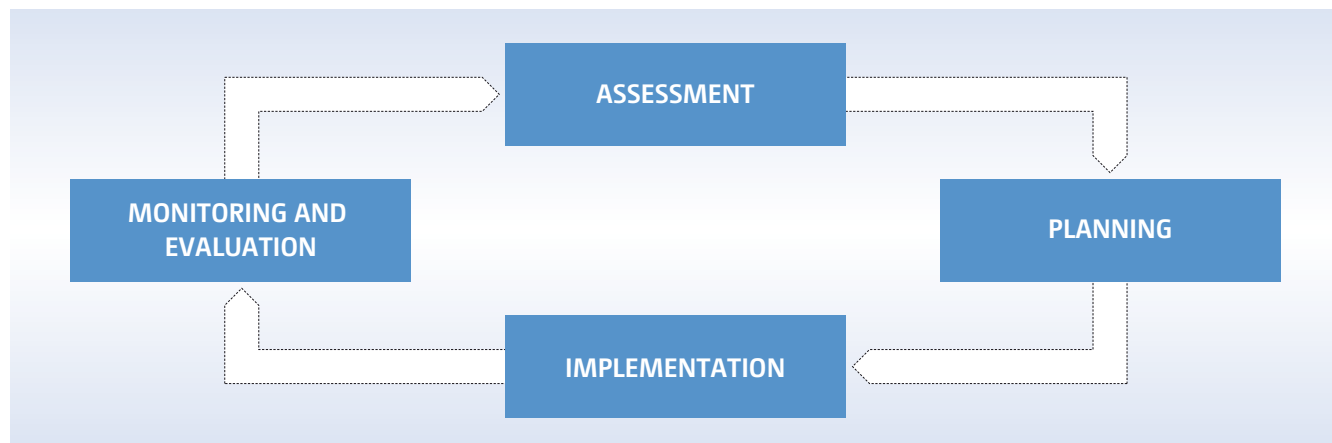 ASSESSMENT
MONITORING AND
EVALUATION
PLANNING
IMPLEMENTATION